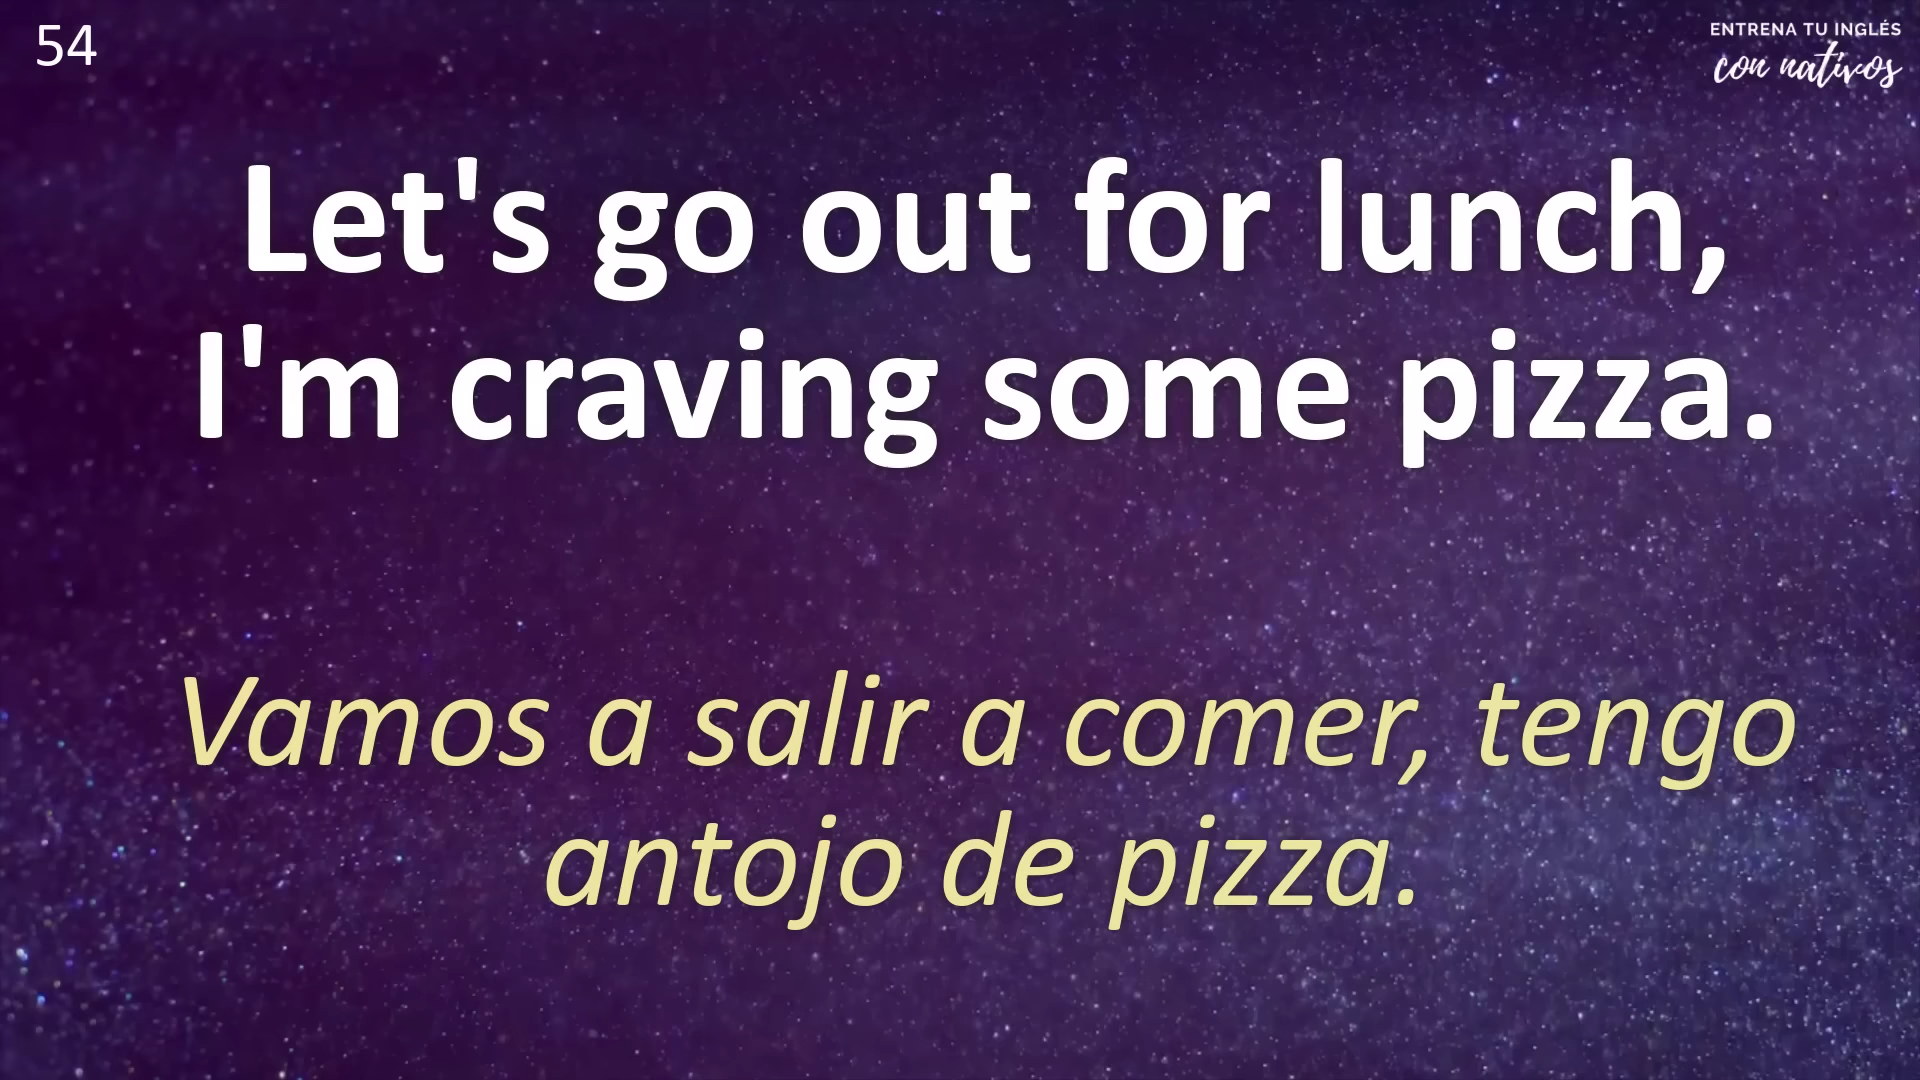 54
ENTRENA TU INGLÉS
con nativos
Let's go out for lunch,
I'm craving some pizza.
Vamos a salir a comer, tengo
antojo de pizza.